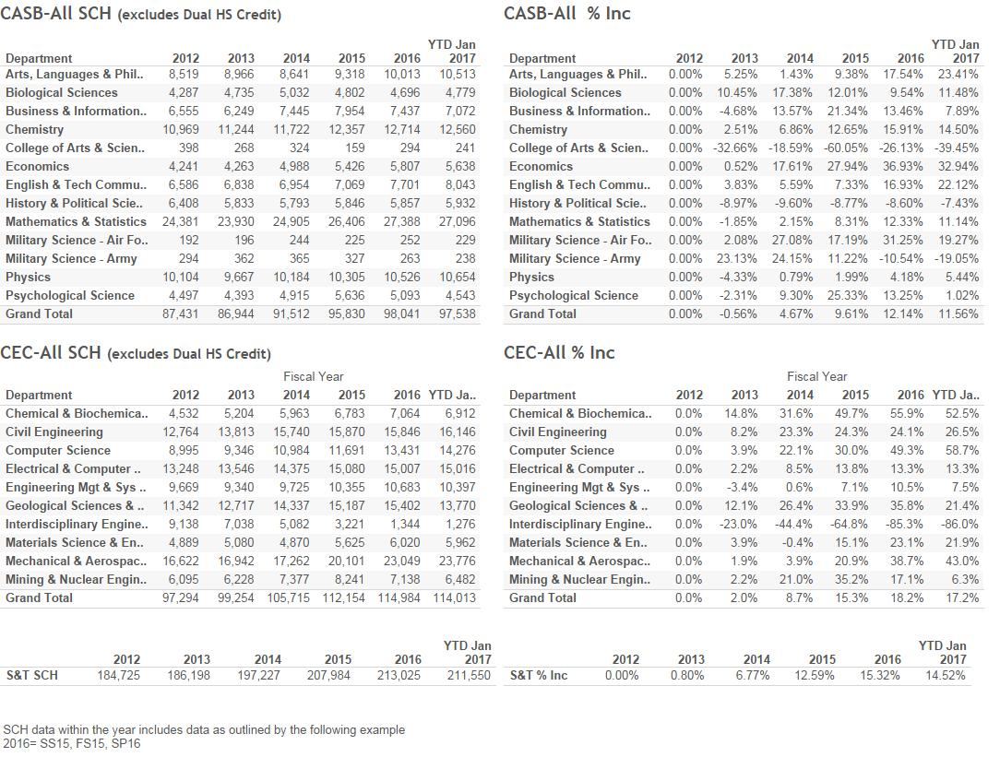 CASB-All SCH (excludes Dual HS Credit)
YTD Jan
Department 2012 2013 2014 2015 2016 2017
Arts, Languages & Phil.. 8,519 8,966 8,641 9,318 10,013 10,513
Biological Sciences 4,287 4,735 5,032 4,802 4,696 4,779
Business & Information.. 6,555 6,249 7,445 7,954 7,437 7,072
Chemistry 10,969 11,244 11,722 12,357 12,714 12,560
College of Arts & Scien.. 398 268 324 159 294 241
Economics 4,241 4,263 4,988 5,426 5,807 5,638
English & Tech Commu.. 6,586 6,838 6,954 7,069 7,701 8,043
History & Political Scie.. 6,408 5,833 5,793 5,846 5,857 5,932
Mathematics & Statistics 24,381 23,930 24,905 26,406 27,388 27,096
Military Science - Air Fo.. 192 196 244 225 252 229
Military Science - Army 294 362 365 327 263 238
Physics 10,104 9,667 10,184 10,305 10,526 10,654
Psychological Science 4,497 4,393 4,915 5,636 5,093 4,543
Grand Total 87,431 86,944 91,512 95,830 98,041 97,538
CASB-All % Inc
YTD Jan
Department 2012 2013 2014 2015 2016 2017
Arts, Languages & Phil.. 0.00% 5.25% 1.43% 9.38% 17.54% 23.41%
Biological Sciences 0.00% 10.45% 17.38% 12.01% 9.54% 11.48%
Business & Information.. 0.00% -4.68% 13.57% 21.34% 13.46% 7.89%
Chemistry 0.00% 2.51% 6.86% 12.65% 15.91% 14.50%
College of Arts & Scien.. 0.00% -32.66% -18.59% -60.05% -26.13% -39.45%
Economics 0.00% 0.52% 17.61% 27.94% 36.93% 32.94%
English & Tech Commu.. 0.00% 3.83% 5.59% 7.33% 16.93% 22.12%
History & Political Scie.. 0.00% -8.97% -9.60% -8.77% -8.60% -7.43%
Mathematics & Statistics 0.00% -1.85% 2.15% 8.31% 12.33% 11.14%
Military Science - Air Fo.. 0.00% 2.08% 27.08% 17.19% 31.25% 19.27%
Military Science - Army 0.00% 23.13% 24.15% 11.22% -10.54% -19.05%
Physics 0.00% -4.33% 0.79% 1.99% 4.18% 5.44%
Psychological Science 0.00% -2.31% 9.30% 25.33% 13.25% 1.02%
Grand Total 0.00% -0.56% 4.67% 9.61% 12.14% 11.56%
CEC-All SCH (excludes Dual HS Credit)
Fiscal Year
Department 2012 2013 2014 2015 2016 YTD Ja..
Chemical & Biochemica.. 4,532 5,204 5,963 6,783 7,064 6,912
Civil Engineering 12,764 13,813 15,740 15,870 15,846 16,146
Computer Science 8,995 9,346 10,984 11,691 13,431 14,276
Electrical & Computer .. 13,248 13,546 14,375 15,080 15,007 15,016
Engineering Mgt & Sys .. 9,669 9,340 9,725 10,355 10,683 10,397
Geological Sciences & .. 11,342 12,717 14,337 15,187 15,402 13,770
Interdisciplinary Engine.. 9,138 7,038 5,082 3,221 1,344 1,276
Materials Science & En.. 4,889 5,080 4,870 5,625 6,020 5,962
Mechanical & Aerospac.. 16,622 16,942 17,262 20,101 23,049 23,776
Mining & Nuclear Engin.. 6,095 6,228 7,377 8,241 7,138 6,482
Grand Total 97,294 99,254 105,715 112,154 114,984 114,013
CEC-All % Inc
Fiscal Year
Department 2012 2013 2014 2015 2016 YTD Ja..
Chemical & Biochemica.. 0.0% 14.8% 31.6% 49.7% 55.9% 52.5%
Civil Engineering 0.0% 8.2% 23.3% 24.3% 24.1% 26.5%
Computer Science 0.0% 3.9% 22.1% 30.0% 49.3% 58.7%
Electrical & Computer .. 0.0% 2.2% 8.5% 13.8% 13.3% 13.3%
Engineering Mgt & Sys .. 0.0% -3.4% 0.6% 7.1% 10.5% 7.5%
Geological Sciences & .. 0.0% 12.1% 26.4% 33.9% 35.8% 21.4%
Interdisciplinary Engine.. 0.0% -23.0% -44.4% -64.8% -85.3% -86.0%
Materials Science & En.. 0.0% 3.9% -0.4% 15.1% 23.1% 21.9%
Mechanical & Aerospac.. 0.0% 1.9% 3.9% 20.9% 38.7% 43.0%
Mining & Nuclear Engin.. 0.0% 2.2% 21.0% 35.2% 17.1% 6.3%
Grand Total 0.0% 2.0% 8.7% 15.3% 18.2% 17.2%
YTD Jan
2012 2013 2014 2015 2016 2017
S&T SCH 184,725 186,198 197,227 207,984 213,025 211,550
YTD Jan
2012 2013 2014 2015 2016 2017
S&T % Inc 0.00% 0.80% 6.77% 12.59% 15.32% 14.52%
SCH data within the year includes data as outlined by the following example
2016= SS15, FS15, SP16